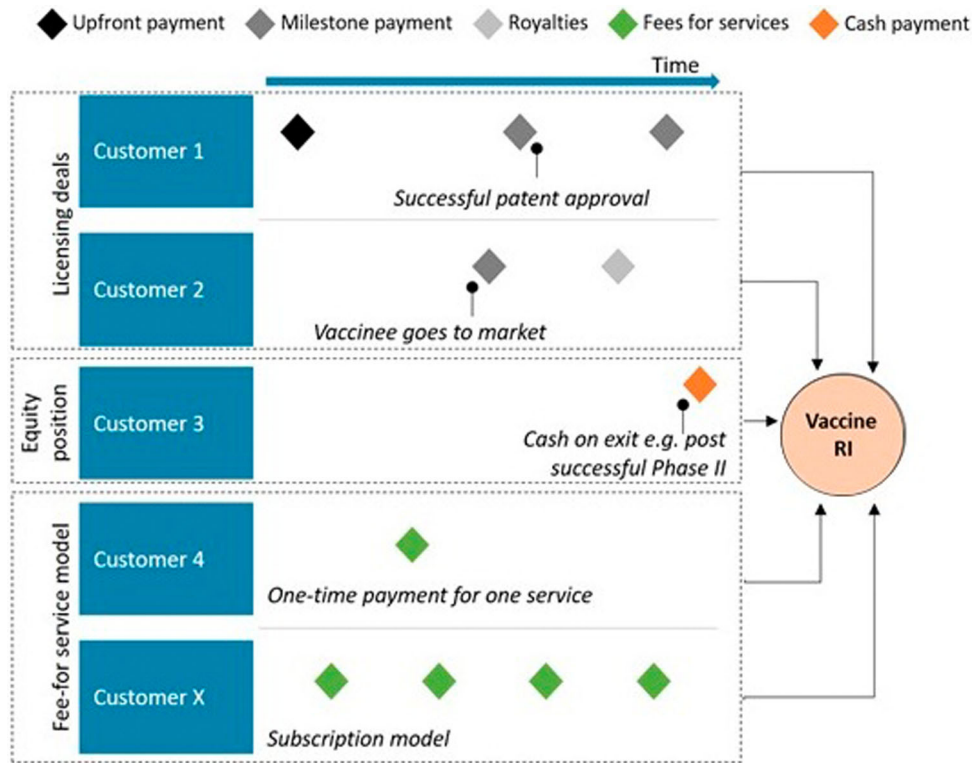 Upfront payment
Milestone payment
Royalties
Fees for services
Cash payment
Time
Licensing deals
Customer 1
Successful patent approval
Customer 2
Vaccinee goes to market
Equity
position
Customer 3
Cash on exit e.g. post
successful Phase II
Vaccine
RI
Fee-for service model
Customer 4
One-time payment for one service
Customer X
Subscription model